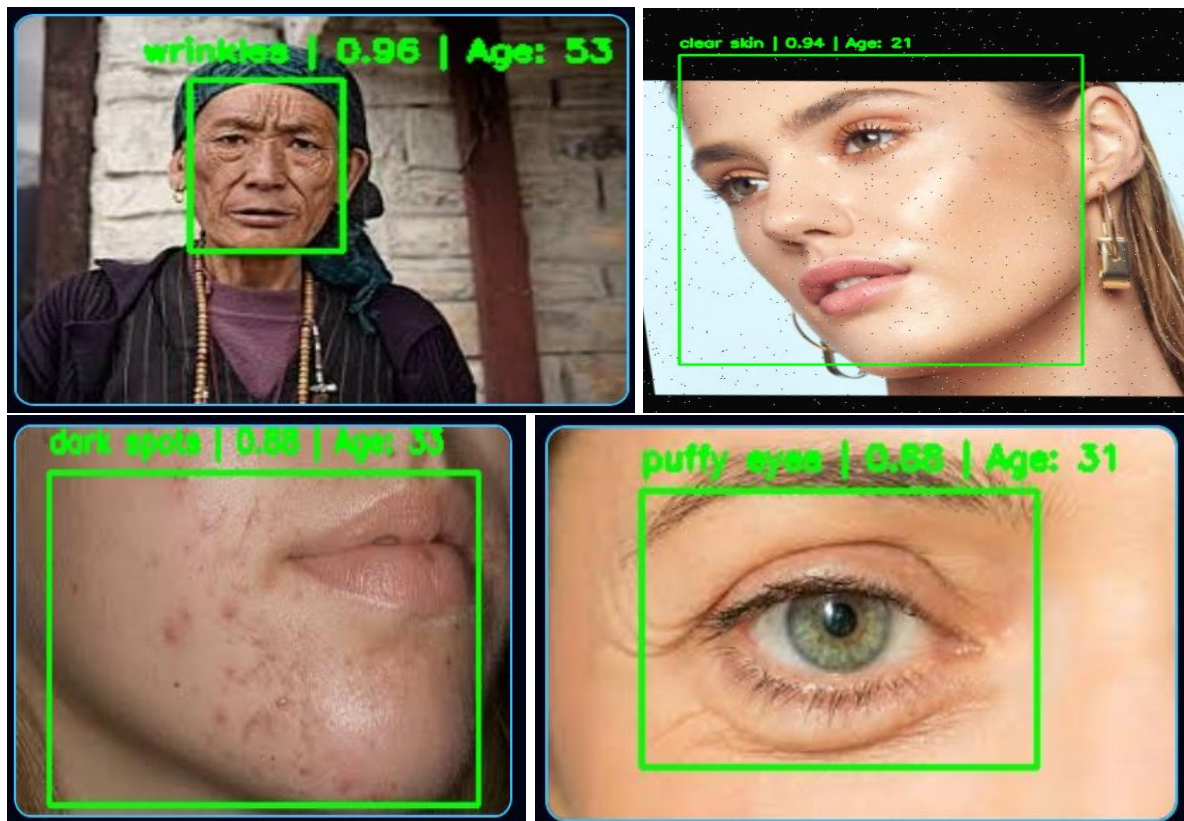 wrinkles | 0.96 | Age: 53
clear skin | 0.94 | Age: 21
dark spots | 0.88 | Age: 33
puffy eyes | 0.88 | Age: 31